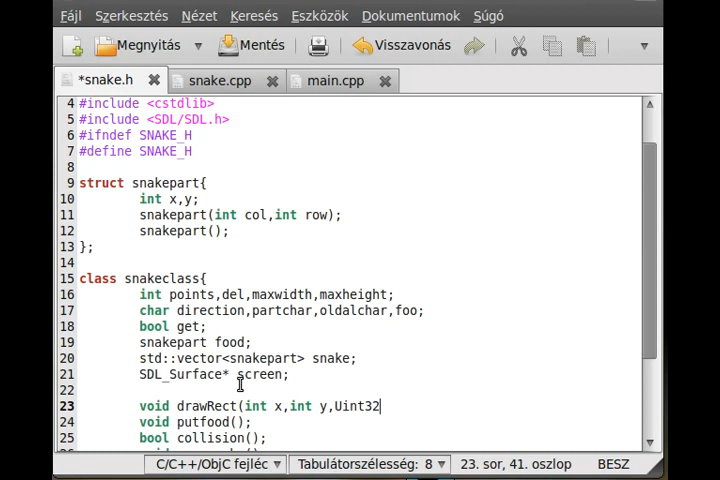 Fájl Szerkesztés Nézet Keresés Eszközök Dokumentumok Súgó
Megnyitás Mentés Visszavonás
*snake.h snake.cpp main.cpp
4 #include <cstdlib>
5 #include <SDL/SDL.h>
6 #ifndef SNAKE_H
7 #define SNAKE_H
8
9 struct snakepart{
10 int x,y;
11 snakepart(int col,int row);
12 snakepart();
13 };
14
15 class snakeclass{
16 int points,del,maxwidth,maxheight;
17 char direction,partchar,oldalchar,foo;
18 bool get;
19 snakepart food;
20 std::vector<snakepart> snake;
21 SDL_Surface* screen;
22
23 void drawRect(int x,int y,Uint32
24 void putfood();
25 bool collision();
C/C++/ObjC fejléc Tabulátorszélesség: 8 23. sor, 41. oszlop BESZ